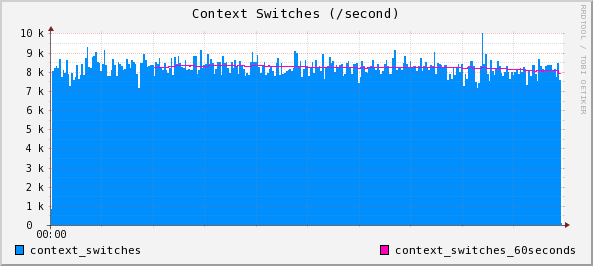 Context Switches (/second)
RRDTOOL / TOBI OETIKER
10 k
9 k
8 k
7 k
6 k
5 k
4 k
3 k
2 k
1 k
0
00:00
context_switches
context_switches_60seconds